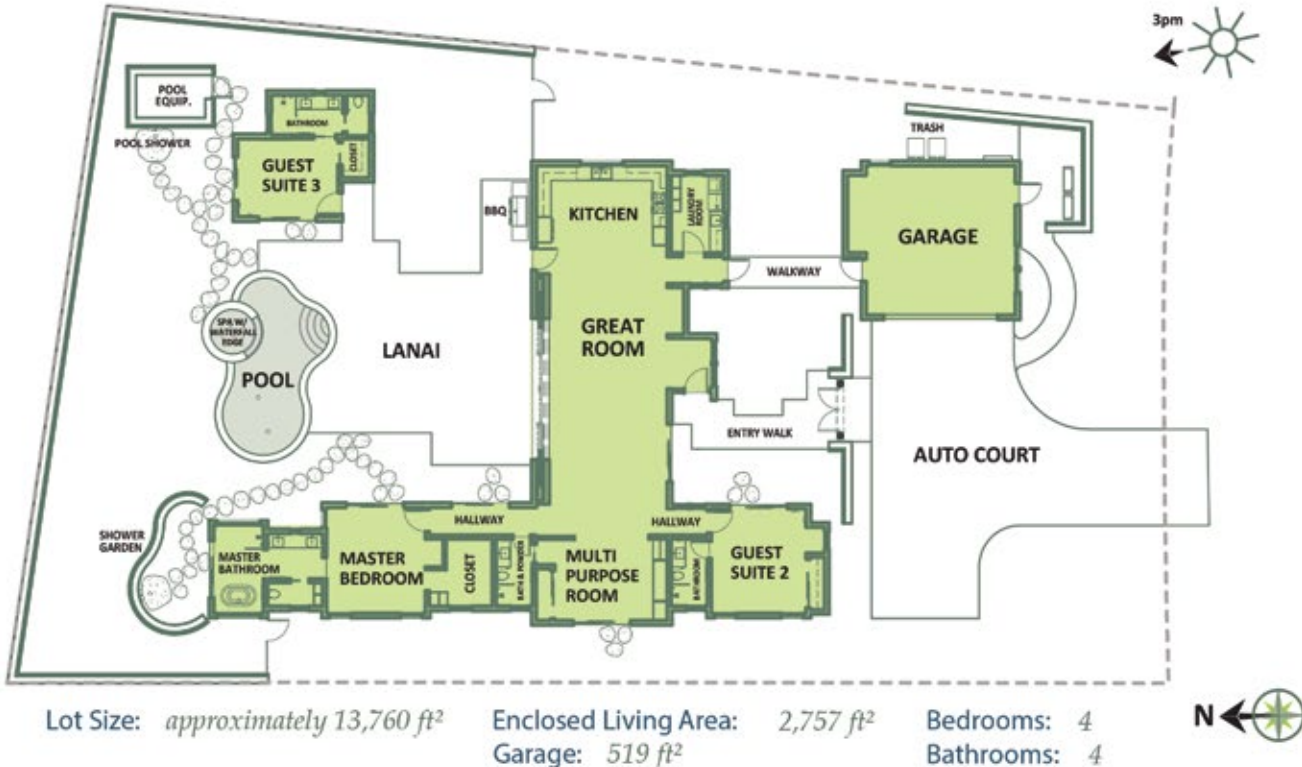 3pm
POOL
EQUIP.
TRASH
BATHROOM
POOL SHOWER
CLOSET
GUEST
SUITE 3
LAUNDRY
ROOM
BBQ
KITCHEN
GARAGE
WALKWAY
SPA W/
WATERFALL
EDGE
GREAT
ROOM
LANAI
POOL
ENTRY WALK
AUTO COURT
HALLWAY
HALLWAY
SHOWER
GARDEN
MASTER
BATHROOM
MASTER
BEDROOM
CLOSET
BATH & POWDER
MULTI
PURPOSE
ROOM
BATHROOM
GUEST
SUITE 2
Lot Size: approximately 13,760 ft²
Enclosed Living Area: 2,757 ft²
Bedrooms: 4
N
Garage: 519 ft²
Bathrooms: 4